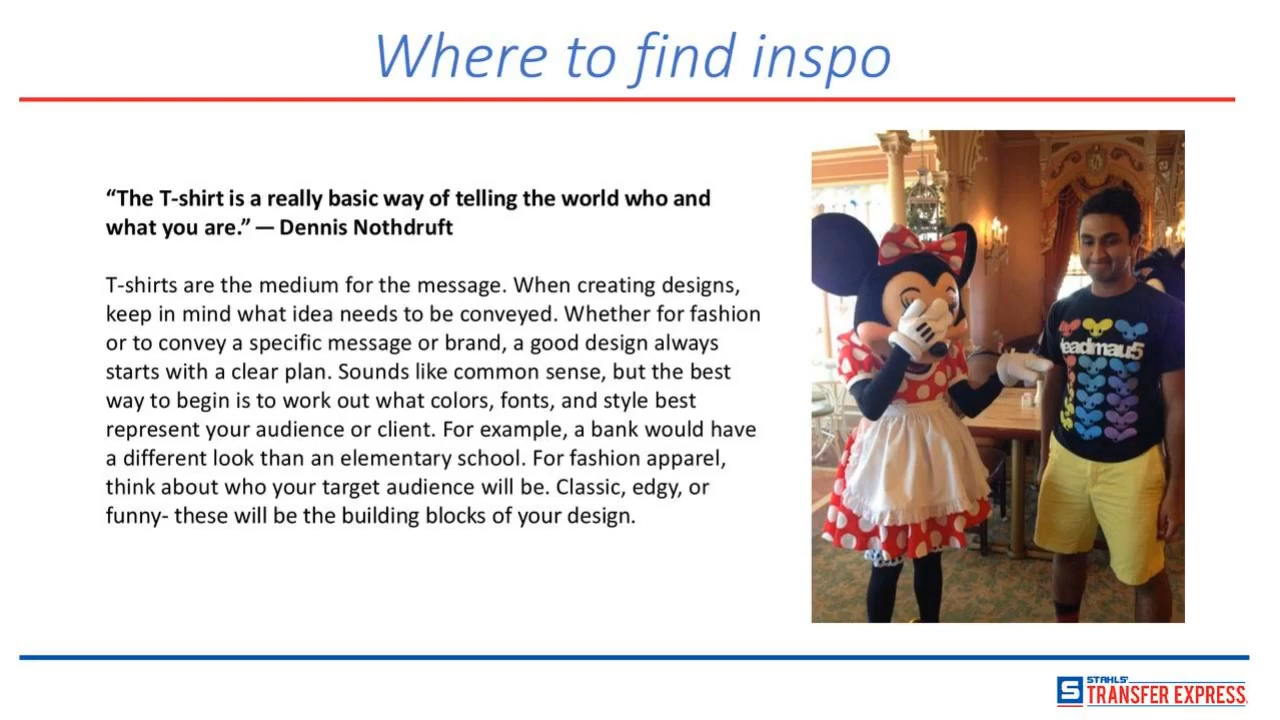 Where to find inspo
“The T-shirt is a really basic way of telling the world who and
what you are.” — Dennis Nothdruft
T-shirts are the medium for the message. When creating designs,
keep in mind what idea needs to be conveyed. Whether for fashion
or to convey a specific message or brand, a good design always
starts with a clear plan. Sounds like common sense, but the best
way to begin is to work out what colors, fonts, and style best
represent your audience or client. For example, a bank would have
a different look than an elementary school. For fashion apparel,
think about who your target audience will be. Classic, edgy, or
funny- these will be the building blocks of your design.
deadmau5
STAHLS'
TRANSFER EXPRESS